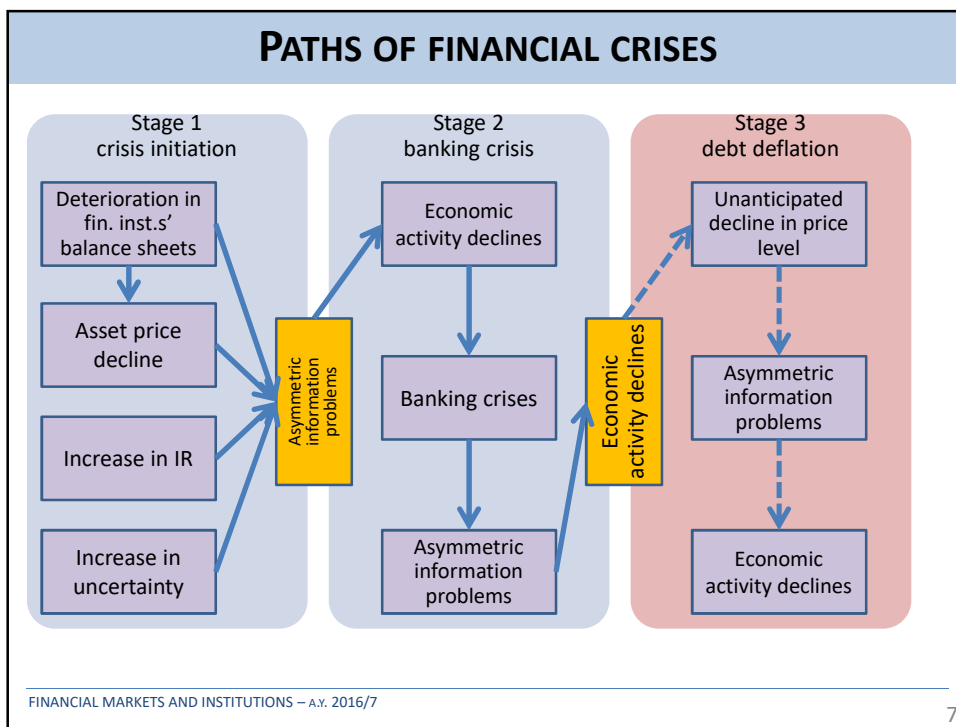 PATHS OF FINANCIAL CRISES
Stage 1
crisis initiation
Deterioration in
fin. inst.s'
balance sheets
Asset price
decline
Increase in IR
Increase in
uncertainty
Asymmetric
information
problems
Stage 2
banking crisis
Economic
activity declines
Banking crises
Asymmetric
information
problems
Economic
activity declines
Stage 3
debt deflation
Unanticipated
decline in price
level
Asymmetric
information
problems
Economic
activity declines
FINANCIAL MARKETS AND INSTITUTIONS – A.Y. 2016/7
7